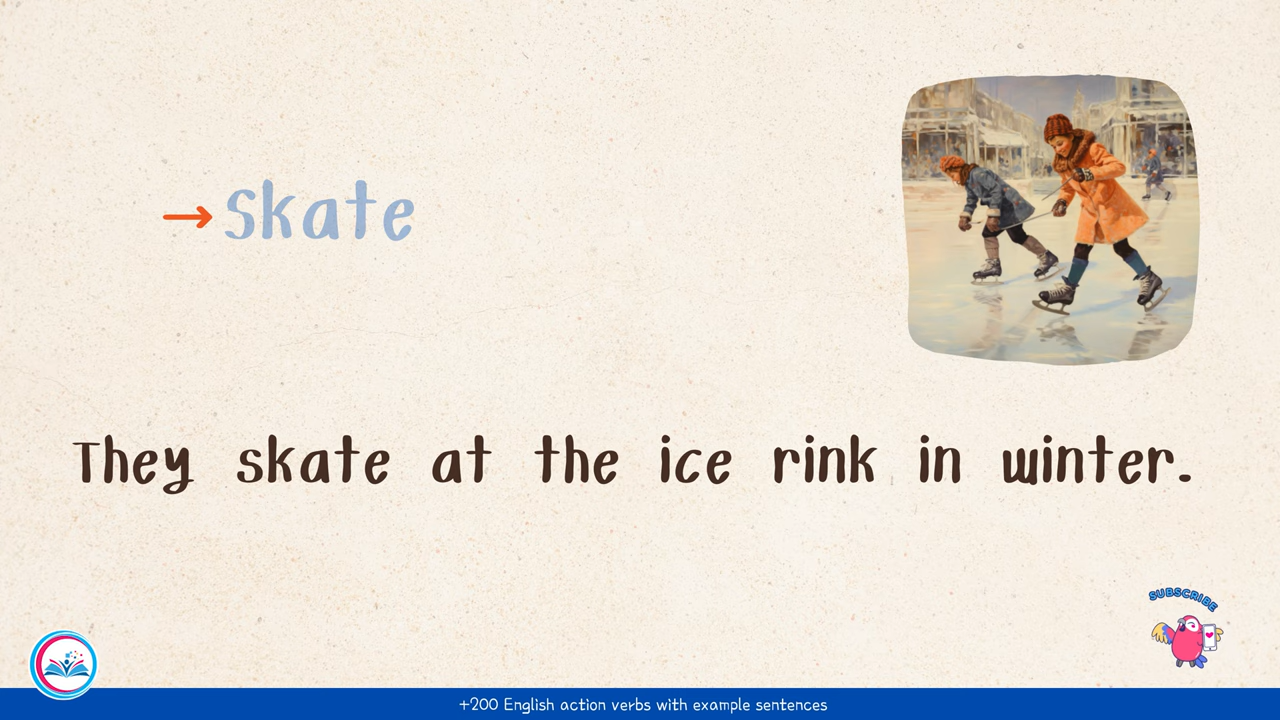 → Skate
They skate at the ice rink in winter.
SUBSCRIBE
+200 English action verbs with example sentences